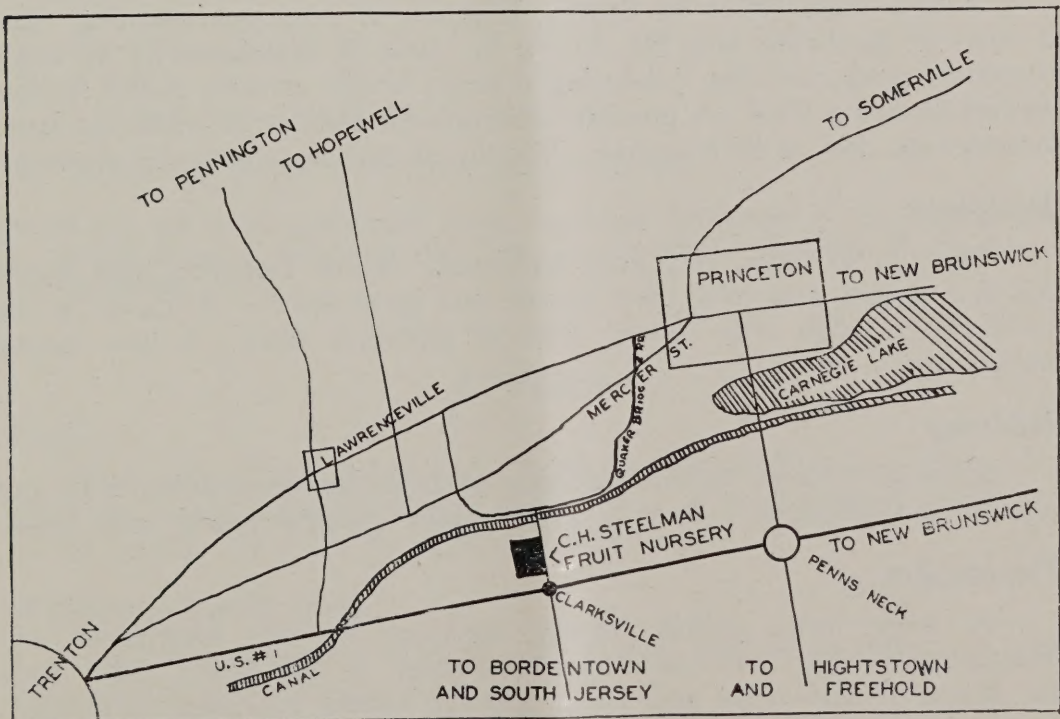 TO SOMERVILLE
TO PENNINGTON
TO HOPEWELL
PRINCETON
TO NEW BRUNSWICK
CARNEGIE LAKE
MERCER ST.
QUAKER BRIDGE RD.
LAWRENCEVILLE
C.H. STEELMAN
FRUIT NURSERY
TO NEW BRUNSWICK
PENNS NECK
CLARKSVILLE
TRENTON
U.S.#1
CANAL
TO BORDENTOWN
AND SOUTH JERSEY
TO HIGHTSTOWN
AND FREEHOLD